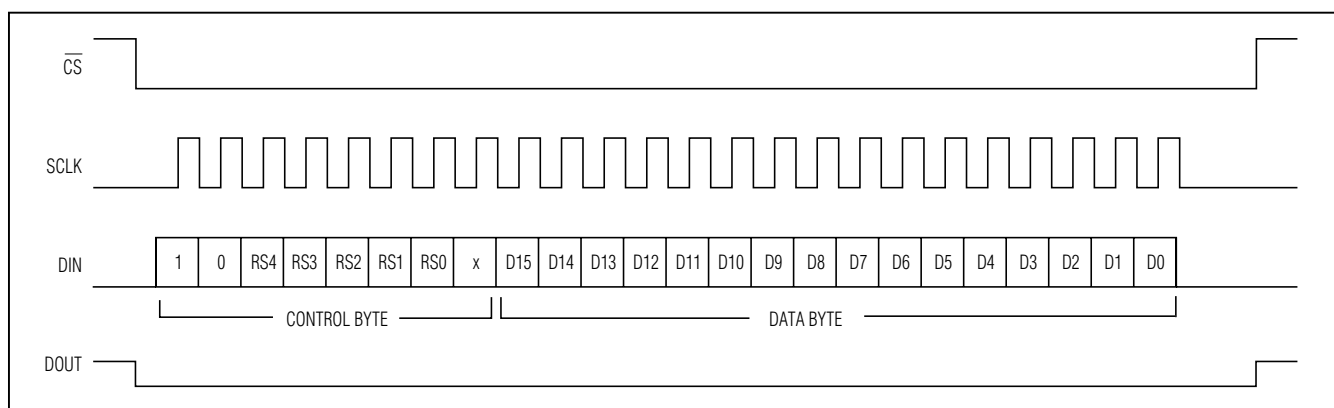 C̅S̅
SCLK
DIN 1 0 RS4 RS3 RS2 RS1 RS0 x D15 D14 D13 D12 D11 D10 D9 D8 D7 D6 D5 D4 D3 D2 D1 D0
CONTROL BYTE DATA BYTE
DOUT